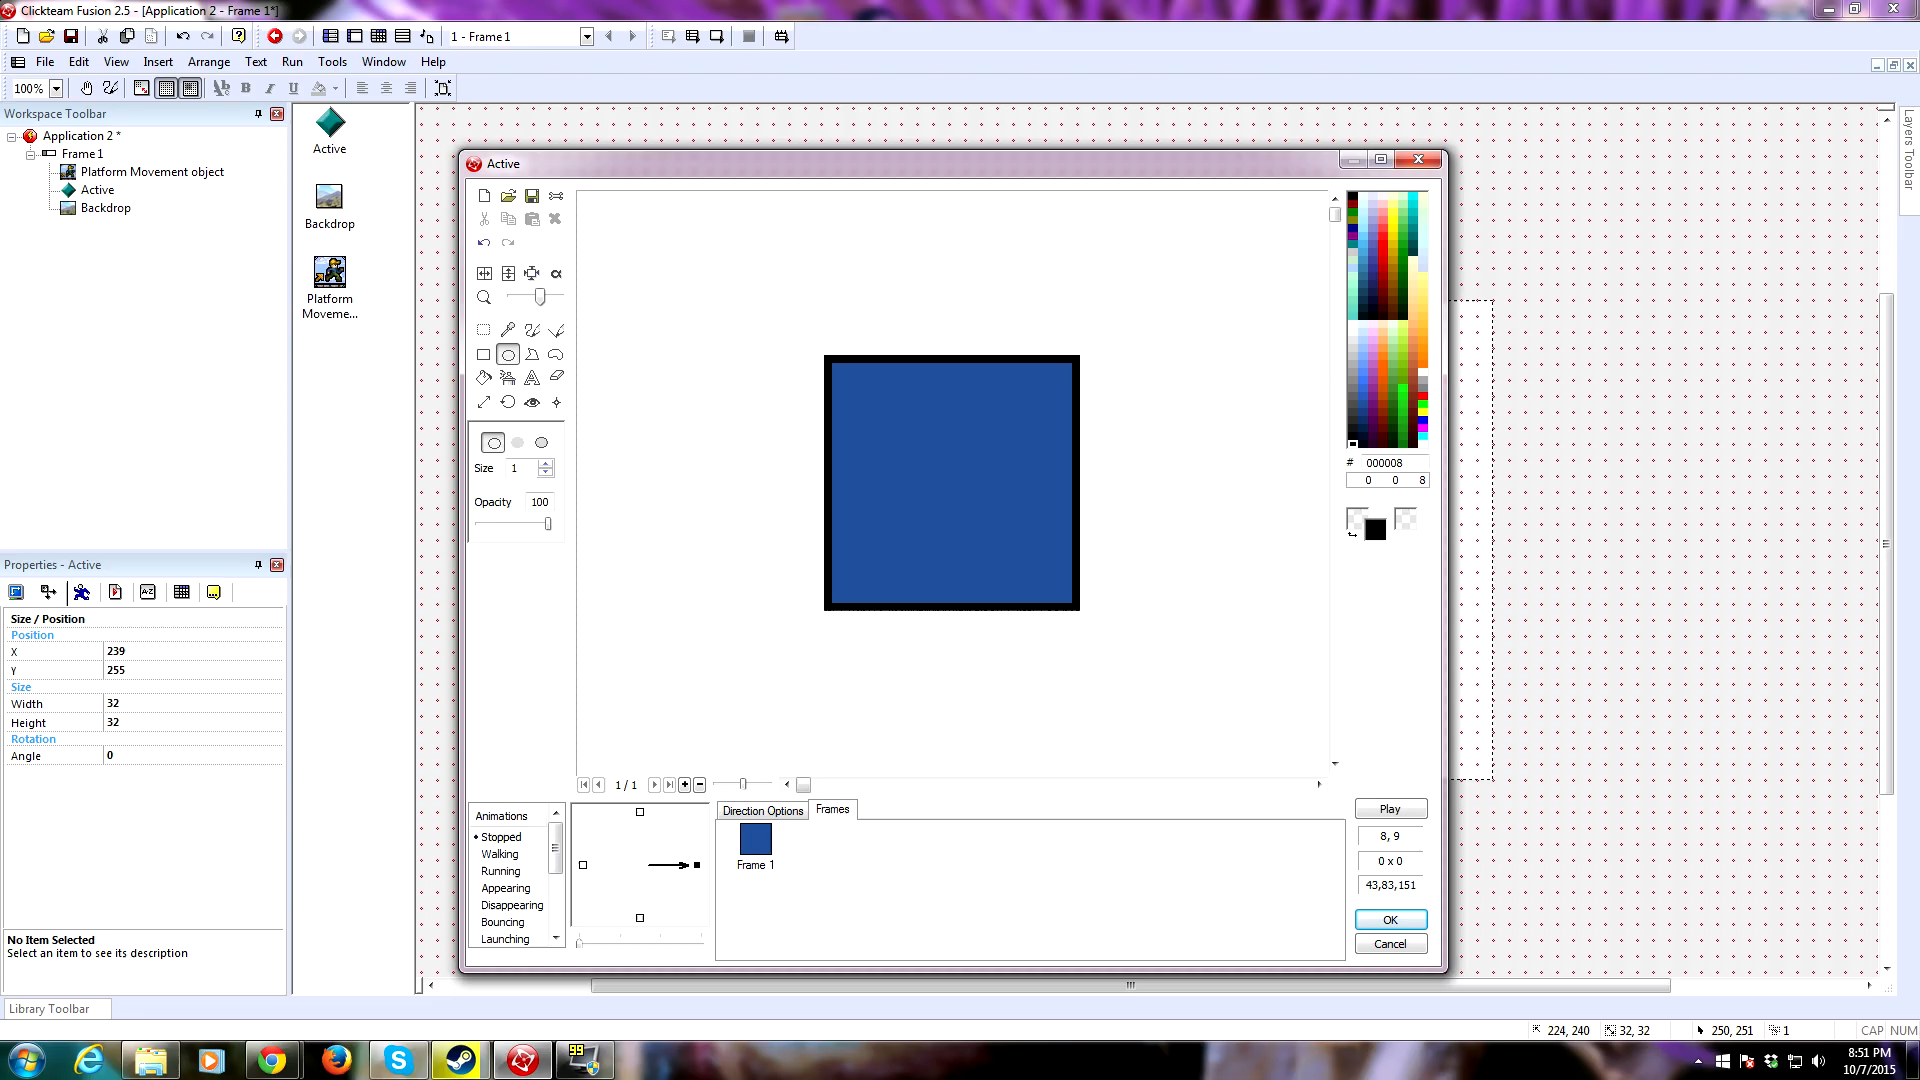 Clickteam Fusion 2.5 - [Application 2 - Frame 1*]
1 - Frame 1
File Edit View Insert Arrange Text Run Tools Window Help
100%
Workspace Toolbar
Application 2 *
Frame 1
Platform Movement object
Active
Backdrop
Active
Backdrop
Platform
Moveme...
Layers Toolbar
Active
Size 1
Opacity 100
# 000008
0 0 8
1 / 1
Animations
Stopped
Walking
Running
Appearing
Disappearing
Bouncing
Launching
Direction Options Frames
Frame 1
Play
8, 9
0 x 0
43,83,151
OK
Cancel
Properties - Active
Size / Position
Position
X 239
Y 255
Size
Width 32
Height 32
Rotation
Angle 0
No Item Selected
Select an item to see its description
Library Toolbar
224, 240 32, 32 250, 251 1 CAP NUM
99
8:51 PM
10/7/2015